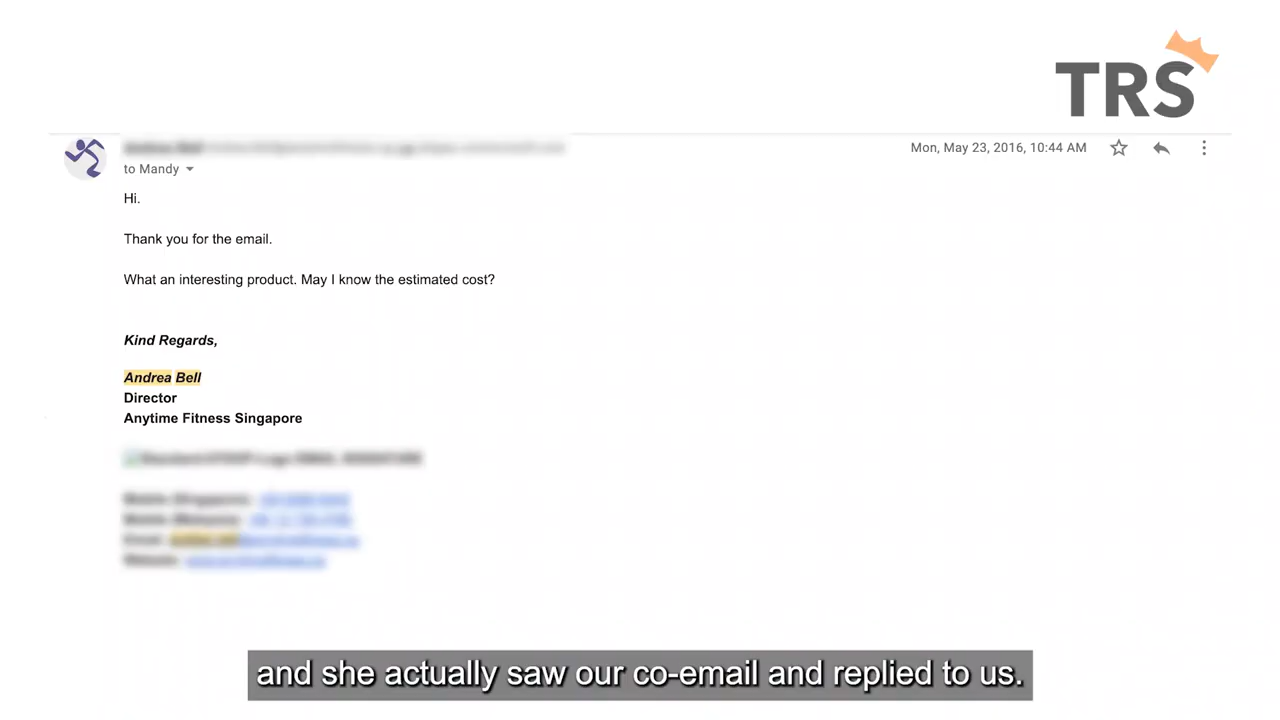 TRS
Mon, May 23, 2016, 10:44 AM
to Mandy
Hi.
Thank you for the email.
What an interesting product. May I know the estimated cost?
Kind Regards,
Andrea Bell
Director
Anytime Fitness Singapore
and she actually saw our co-email and replied to us.